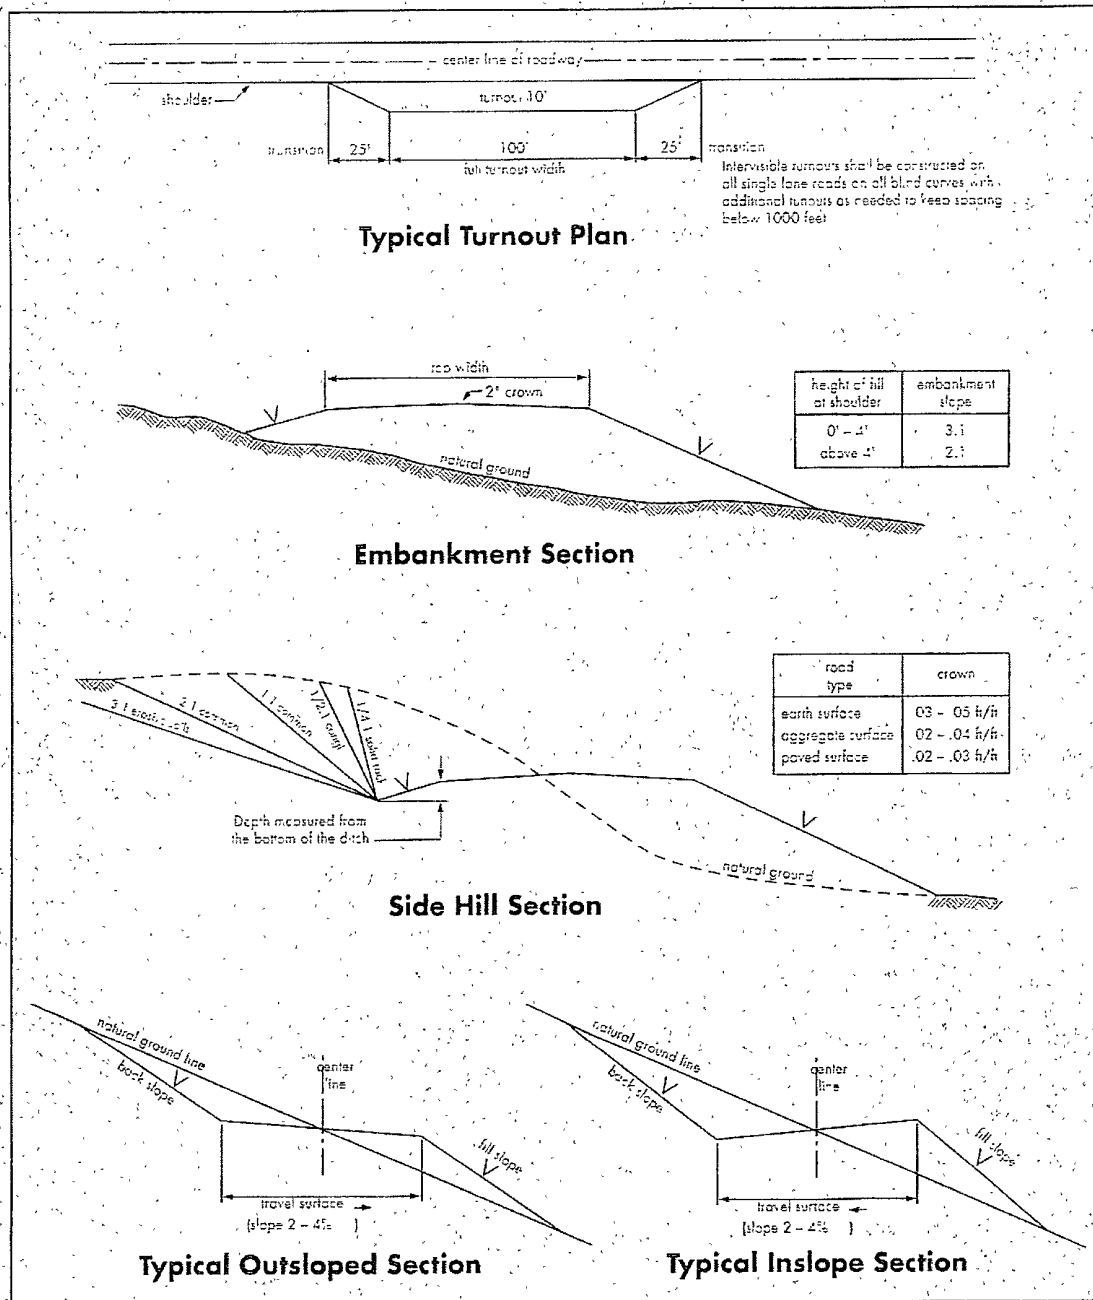 center line of roadway
shoulder
turnout 10'
transition 25' 100' 25' transition
full turnout width
Intervisible turnouts shall be constructed on
all single lane roads on all blind curves with
additional turnouts as needed to keep spacing
below 1000 feet
Typical Turnout Plan
top width
2" crown
natural ground
height of fill
at shoulder
embankment
slope
0' – 4' 3:1
above 4' 2:1
Embankment Section
3:1 erosive soils
2:1 common
1:1 common
1/4:1 solid rock
Depth measured from
the bottom of the ditch
natural ground
road
type
crown
earth surface .03 – .05 ft/ft
aggregate surface .02 – .04 ft/ft
paved surface .02 – .03 ft/ft
Side Hill Section
natural ground line
back slope
center
line
fill slope
travel surface
(slope 2 – 4% )
Typical Outsloped Section
natural ground line
back slope
center
line
fill slope
travel surface
(slope 2 – 4% )
Typical Inslope Section